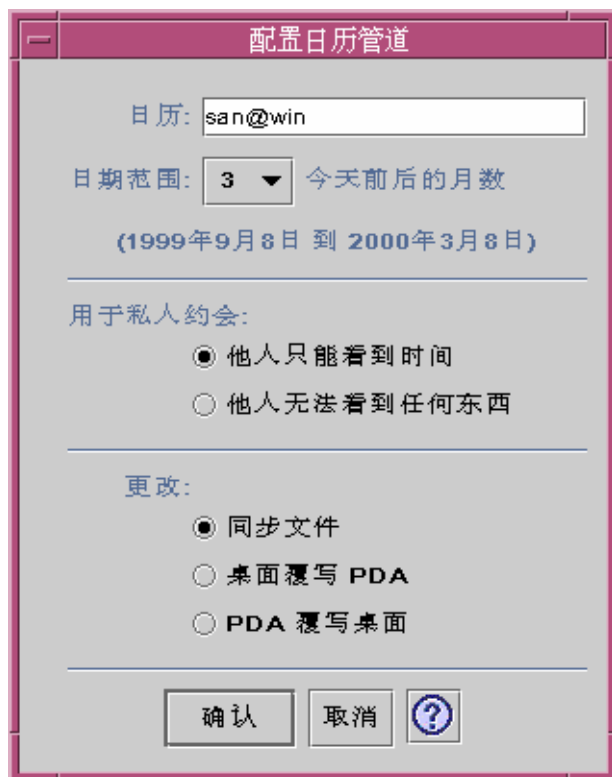 配置日历管道
日历: san@win
日期范围: 3 今天前后的月数
(1999年9月8日 到 2000年3月8日)
用于私人约会:
他人只能看到时间
他人无法看到任何东西
更改:
同步文件
桌面覆写 PDA
PDA 覆写桌面
确认 取消 ?